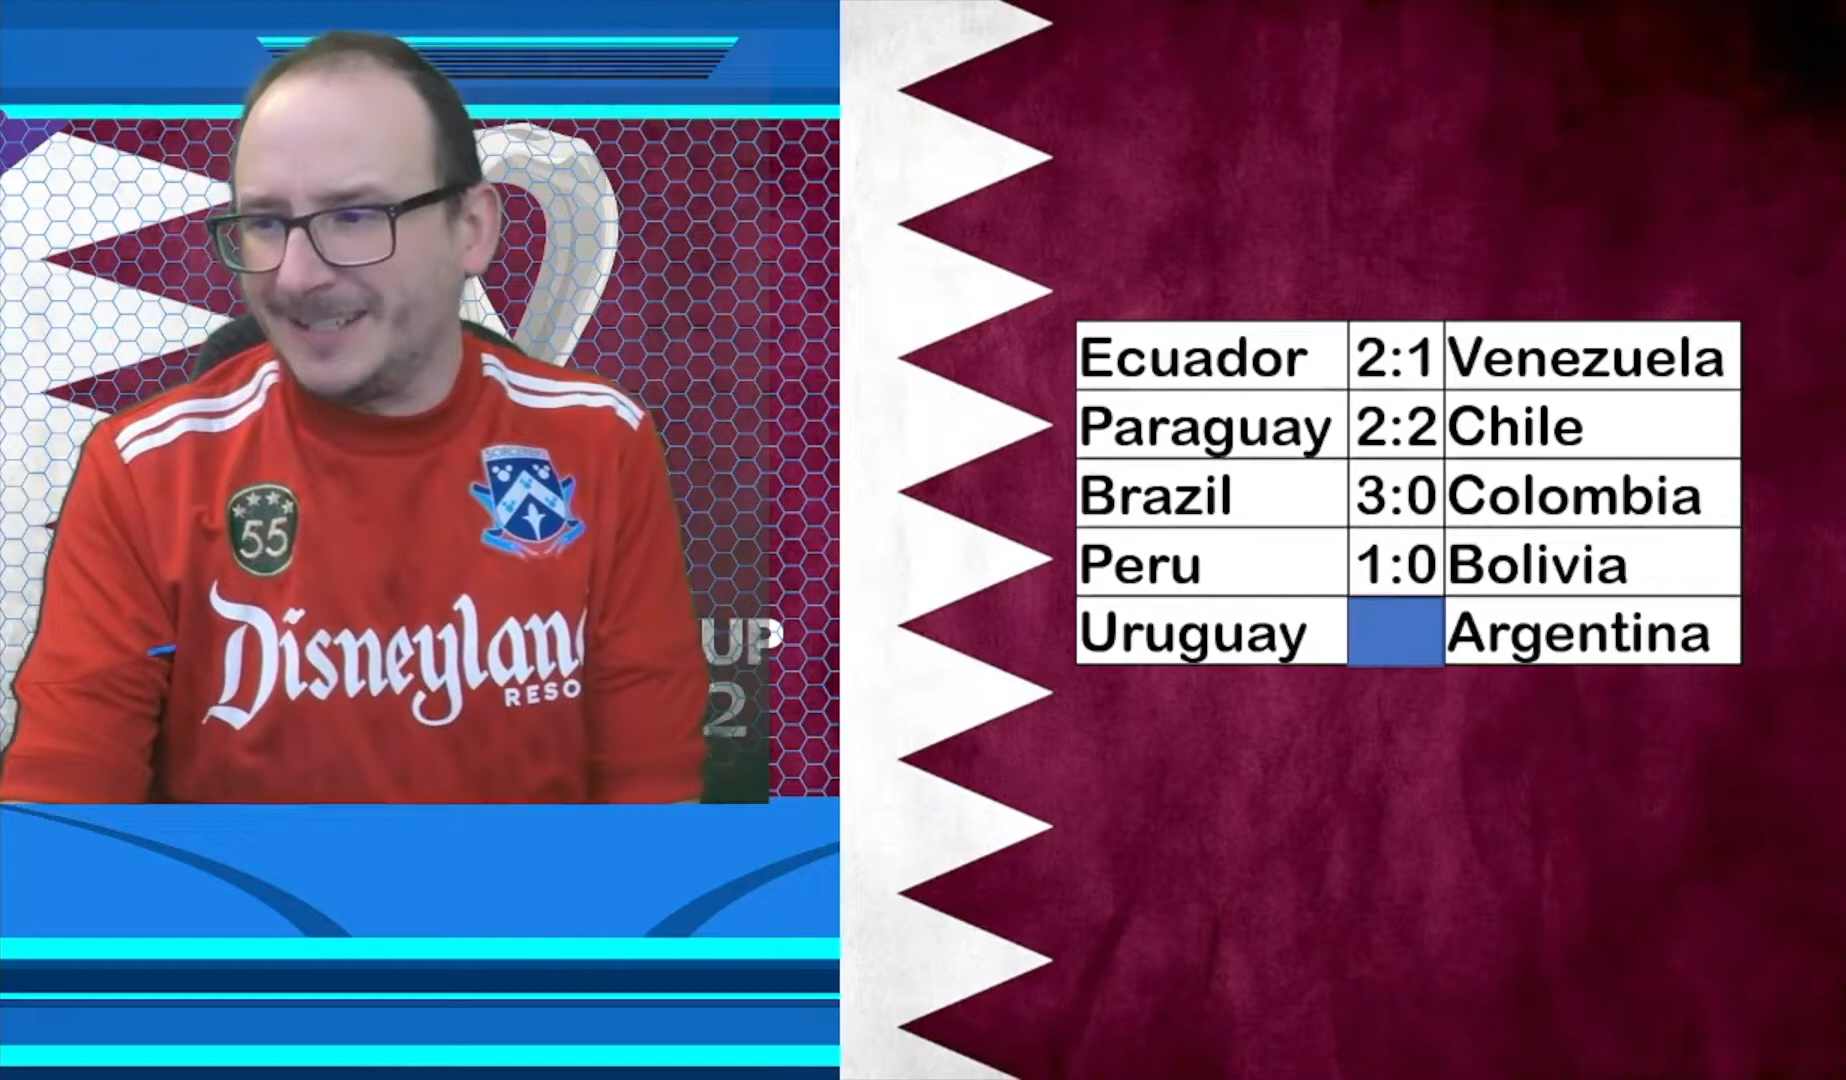 55
Disneyland
RESO
UP
2
Ecuador 2:1 Venezuela
Paraguay 2:2 Chile
Brazil 3:0 Colombia
Peru 1:0 Bolivia
Uruguay Argentina